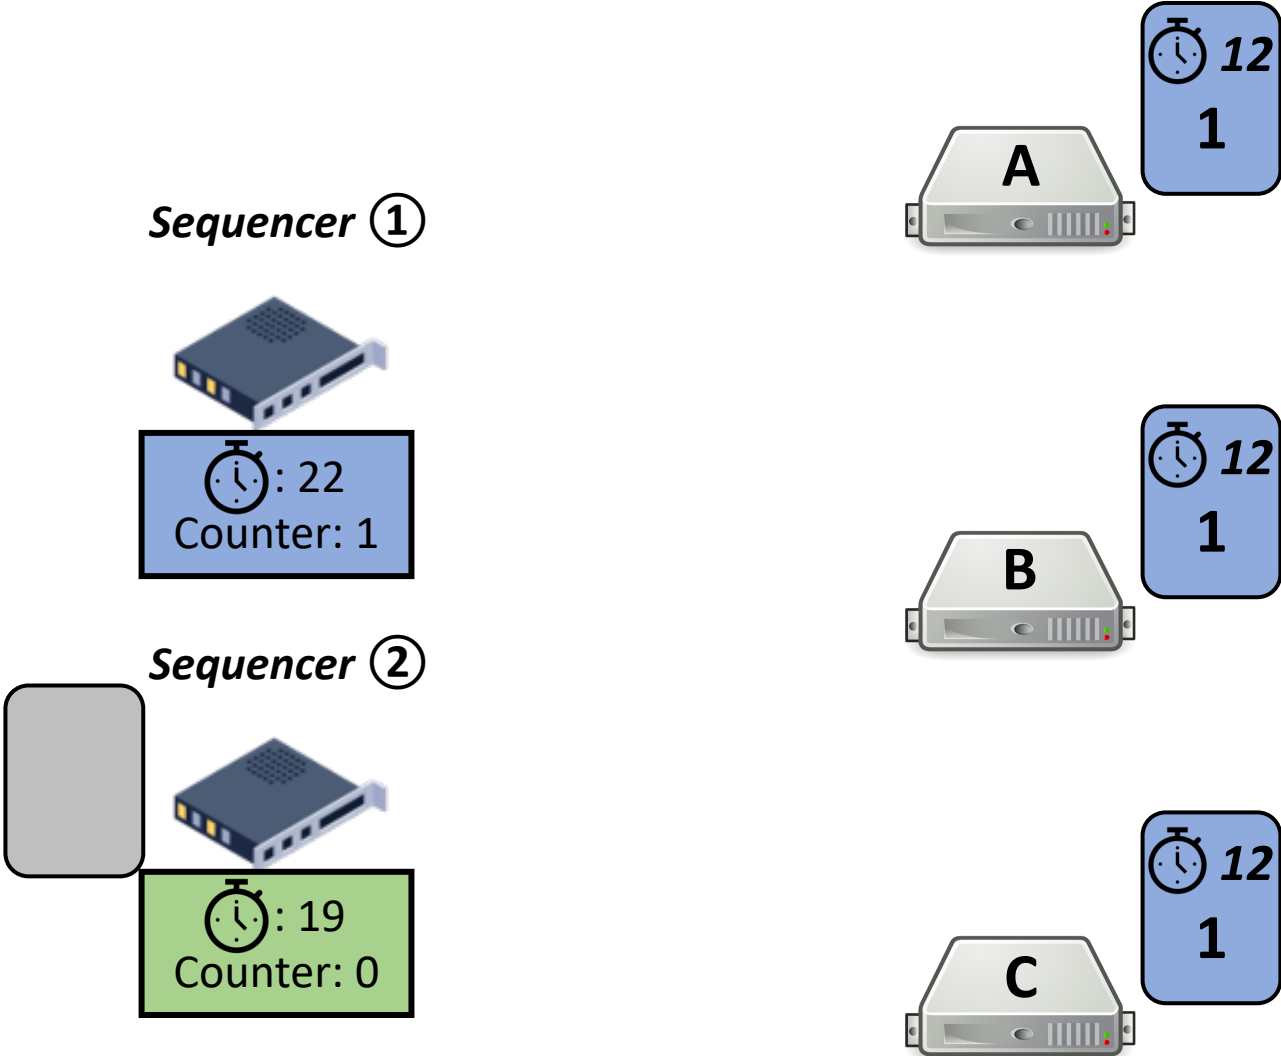 12
1
A
Sequencer ①
: 22
Counter: 1
12
1
B
Sequencer ②
: 19
Counter: 0
12
1
C